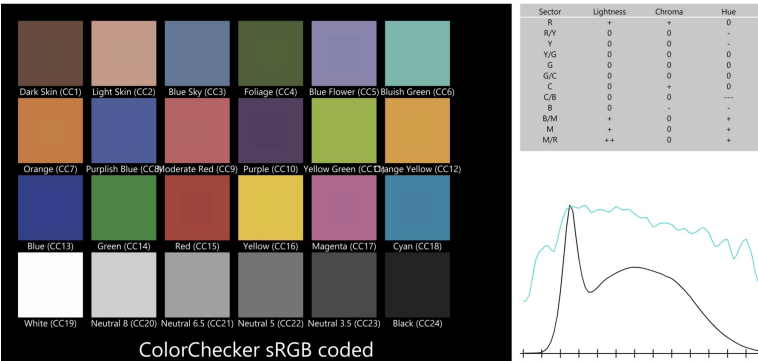 Dark Skin (CC1) Light Skin (CC2) Blue Sky (CC3) Foliage (CC4) Blue Flower (CC5) Bluish Green (CC6)
Orange (CC7) Purplish Blue (CC8) Moderate Red (CC9) Purple (CC10) Yellow Green (CC11) Orange Yellow (CC12)
Blue (CC13) Green (CC14) Red (CC15) Yellow (CC16) Magenta (CC17) Cyan (CC18)
White (CC19) Neutral 8 (CC20) Neutral 6.5 (CC21) Neutral 5 (CC22) Neutral 3.5 (CC23) Black (CC24)
ColorChecker sRGB coded
Sector Lightness Chroma Hue
R + + 0
R/Y 0 0 -
Y 0 0 -
Y/G 0 0 0
G 0 0 0
G/C 0 0 0
C 0 + 0
C/B 0 0 ---
B 0 - -
B/M + 0 +
M + 0 +
M/R ++ 0 +